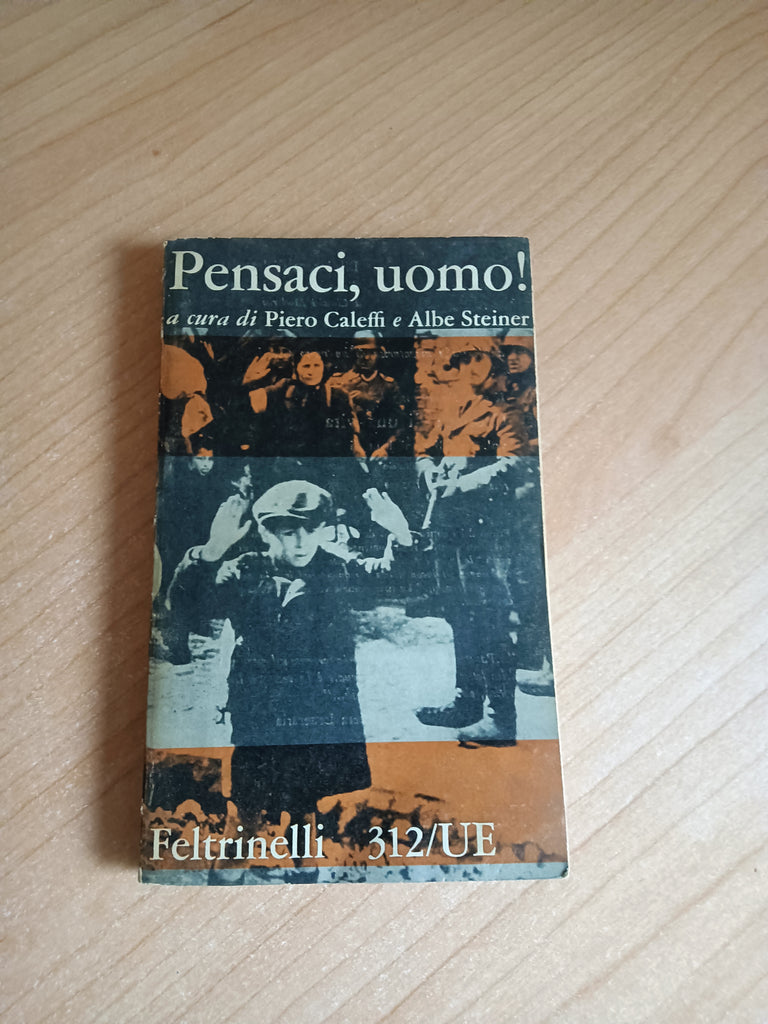 Pensaci, uomo!
a cura di Piero Caleffi e Albe Steiner
Feltrinelli 312/UE